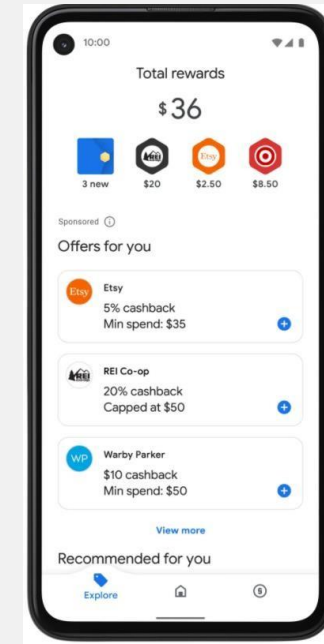 10:00
Total rewards
$36
REI
Etsy
3 new
$20
$2.50
$8.50
Sponsored
Offers for you
Etsy
Etsy
5% cashback
Min spend: $35
REI
REI Co-op
20% cashback
Capped at $50
WP
Warby Parker
$10 cashback
Min spend: $50
View more
Recommended for you
Explore